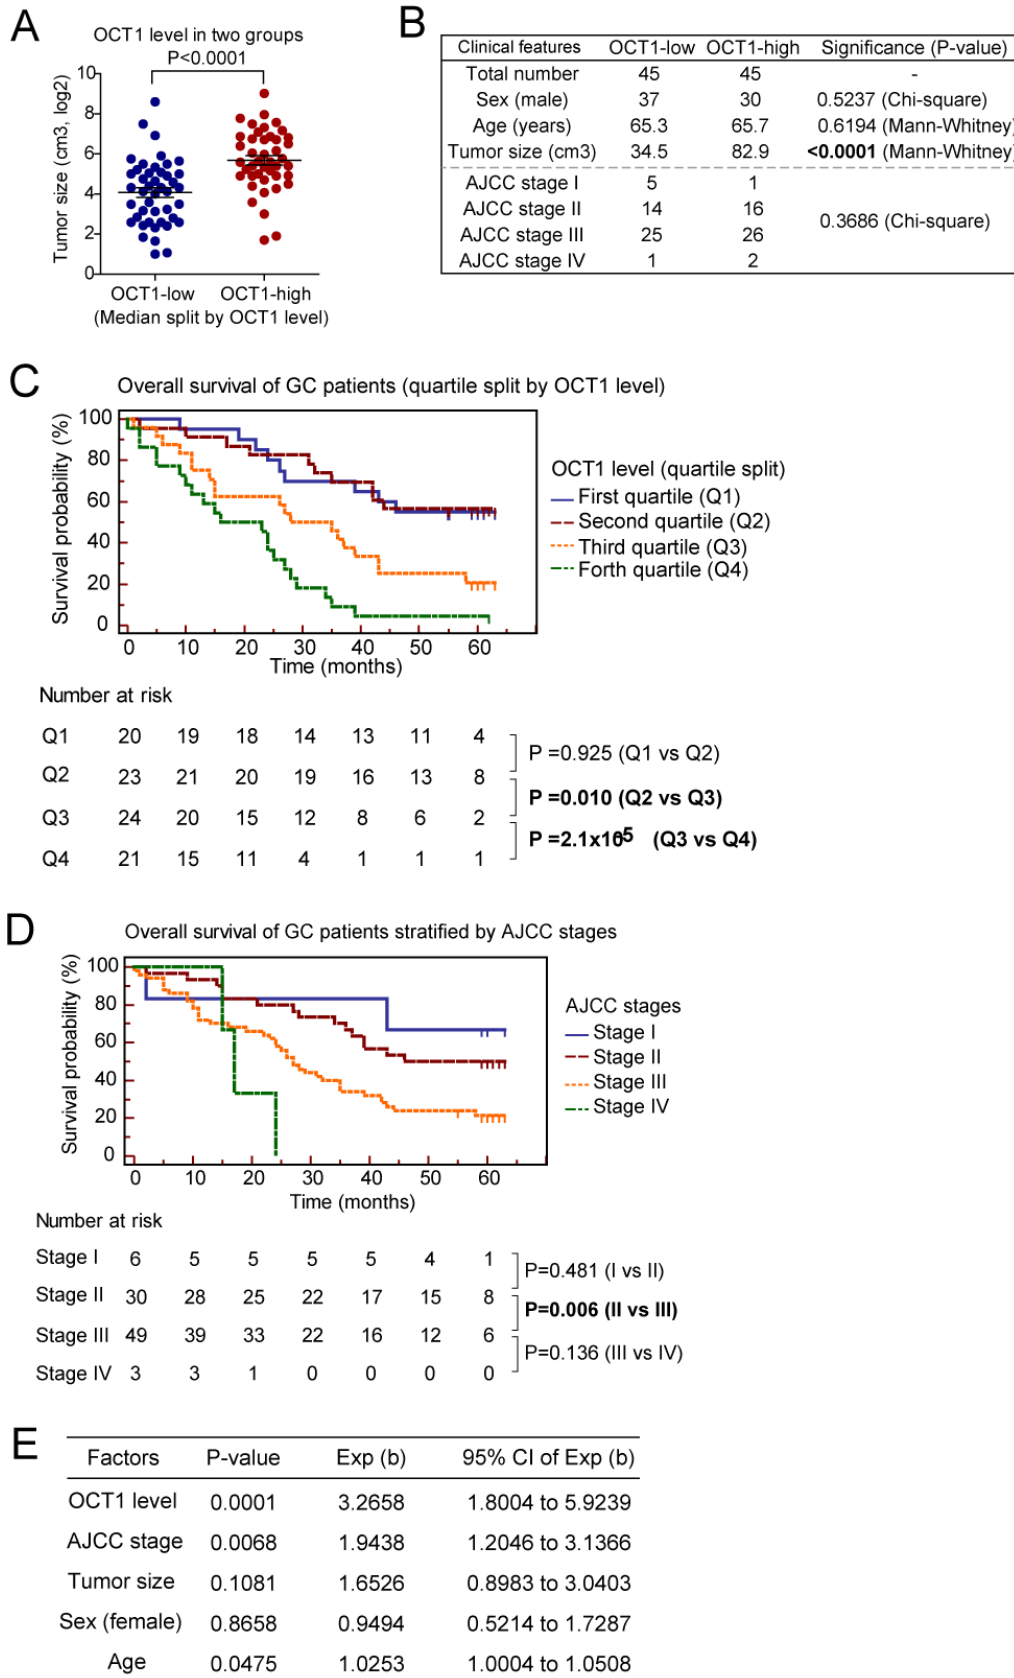 A
OCT1 level in two groups
P<0.0001
Tumor size (cm3, log2)
10
8
6
4
2
0
OCT1-low OCT1-high
(Median split by OCT1 level)
B
Clinical features OCT1-low OCT1-high Significance (P-value)
Total number 45 45 -
Sex (male) 37 30 0.5237 (Chi-square)
Age (years) 65.3 65.7 0.6194 (Mann-Whitney)
Tumor size (cm3) 34.5 82.9 <0.0001 (Mann-Whitney)
AJCC stage I 5 1
AJCC stage II 14 16
0.3686 (Chi-square)
AJCC stage III 25 26
AJCC stage IV 1 2
C
Overall survival of GC patients (quartile split by OCT1 level)
Survival probability (%)
100
80
60
40
20
0
0 10 20 30 40 50 60
Time (months)
OCT1 level (quartile split)
First quartile (Q1)
Second quartile (Q2)
Third quartile (Q3)
Forth quartile (Q4)
Number at risk
Q1 20 19 18 14 13 11 4
P =0.925 (Q1 vs Q2)
Q2 23 21 20 19 16 13 8
P =0.010 (Q2 vs Q3)
Q3 24 20 15 12 8 6 2
P =2.1x10-5 (Q3 vs Q4)
Q4 21 15 11 4 1 1 1
D
Overall survival of GC patients stratified by AJCC stages
Survival probability (%)
100
80
60
40
20
0
0 10 20 30 40 50 60
Time (months)
AJCC stages
Stage I
Stage II
Stage III
Stage IV
Number at risk
Stage I 6 5 5 5 5 4 1
P=0.481 (I vs II)
Stage II 30 28 25 22 17 15 8
P=0.006 (II vs III)
Stage III 49 39 33 22 16 12 6
P=0.136 (III vs IV)
Stage IV 3 3 1 0 0 0 0
E
Factors P-value Exp (b) 95% CI of Exp (b)
OCT1 level 0.0001 3.2658 1.8004 to 5.9239
AJCC stage 0.0068 1.9438 1.2046 to 3.1366
Tumor size 0.1081 1.6526 0.8983 to 3.0403
Sex (female) 0.8658 0.9494 0.5214 to 1.7287
Age 0.0475 1.0253 1.0004 to 1.0508